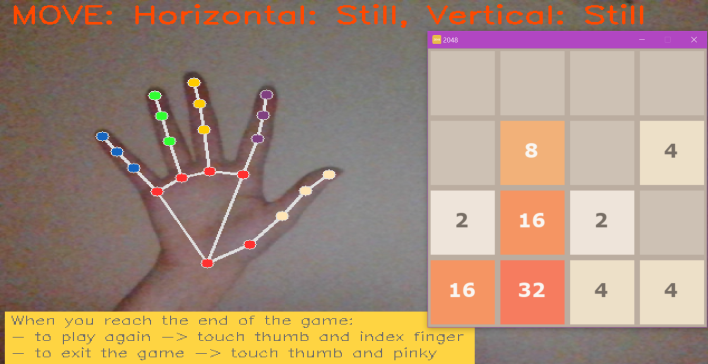 MOVE: Horizontal: Still, Vertical: Still
2048
8 4
2 16 2
16 32 4 4
When you reach the end of the game:
— to play again —> touch thumb and index finger
— to exit the game —> touch thumb and pinky